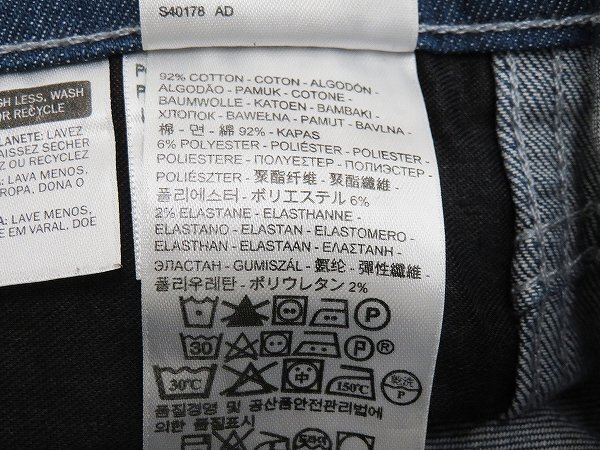 S40178 AD
92% COTTON - COTON - ALGODÓN -
ALGODÃO - PAMUK - COTONE -
BAUMWOLLE - KATOEN - BAMBAKI -
ХЛОПОК - BAWEŁNA - PAMUT - BAVLNA -
棉 - 면 - 綿 92% - KAPAS
6% POLYESTER - POLIÉSTER - POLIESTER -
POLIESTERE - ΠΟΛΥΕΣΤΕΡ - ПОЛИЭСТЕР -
POLIÉSZTER - 聚酯纤维 - 聚酯纖維 -
폴리에스터 - ポリエステル 6%
2% ELASTANE - ELASTHANNE -
ELASTANO - ELASTAN - ELASTOMERO -
ELASTHAN - ELASTAAN - ΕΛΑΣΤΑΝΗ -
ЭЛАСТАН - GUMISZÁL - 氨纶 - 彈性纖維 -
폴리우레탄 - ポリウレタン 2%
P
30 P ®
30℃ 中 150℃ P
품질경영 및 공산품안전관리법에
의한 품질표시
LESS, WASH
OR RECYCLE
PLANETE: LAVEZ
LAISSEZ SECHER
OU RECYCLEZ
LAVA MENOS,
DONA O
A: LAVE MENOS,
E EM VARAL, DOE